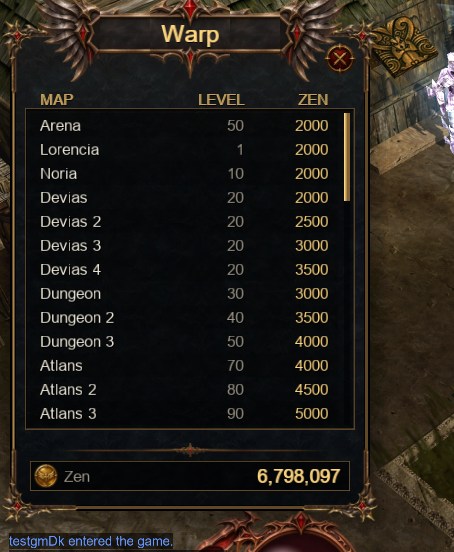 Warp
MAP LEVEL ZEN
Arena 50 2000
Lorencia 1 2000
Noria 10 2000
Devias 20 2000
Devias 2 20 2500
Devias 3 20 3000
Devias 4 20 3500
Dungeon 30 3000
Dungeon 2 40 3500
Dungeon 3 50 4000
Atlans 70 4000
Atlans 2 80 4500
Atlans 3 90 5000
Zen 6,798,097
testgmDk entered the game.